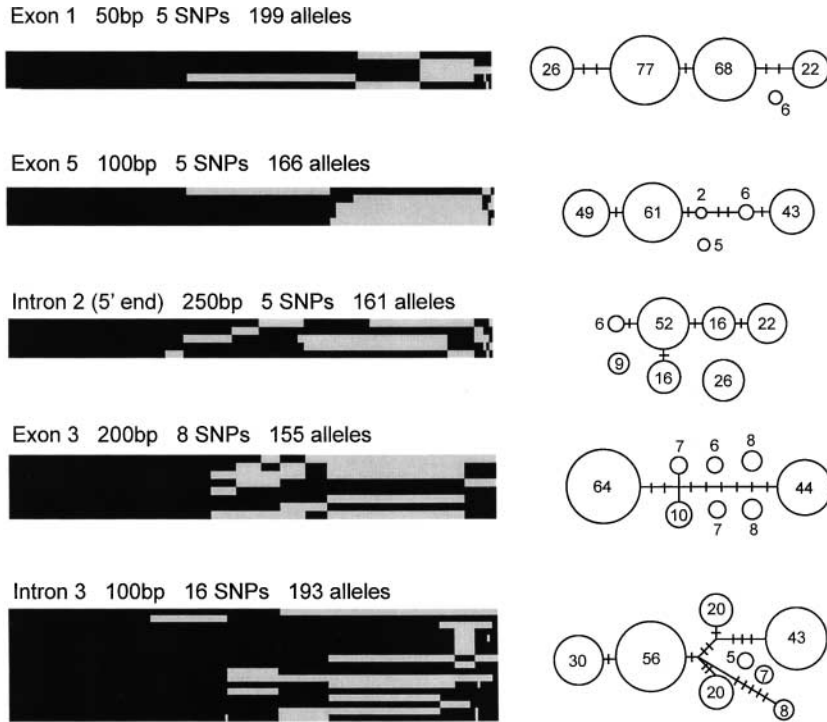 Exon 1 50bp 5 SNPs 199 alleles
26 77 68 22
6
Exon 5 100bp 5 SNPs 166 alleles
2 6
49 61 43
5
Intron 2 (5' end) 250bp 5 SNPs 161 alleles
6 52 16 22
9 16 26
Exon 3 200bp 8 SNPs 155 alleles
7 6 8
64 44
10 7 8
Intron 3 100bp 16 SNPs 193 alleles
20 43
30 56 5 7
20 8